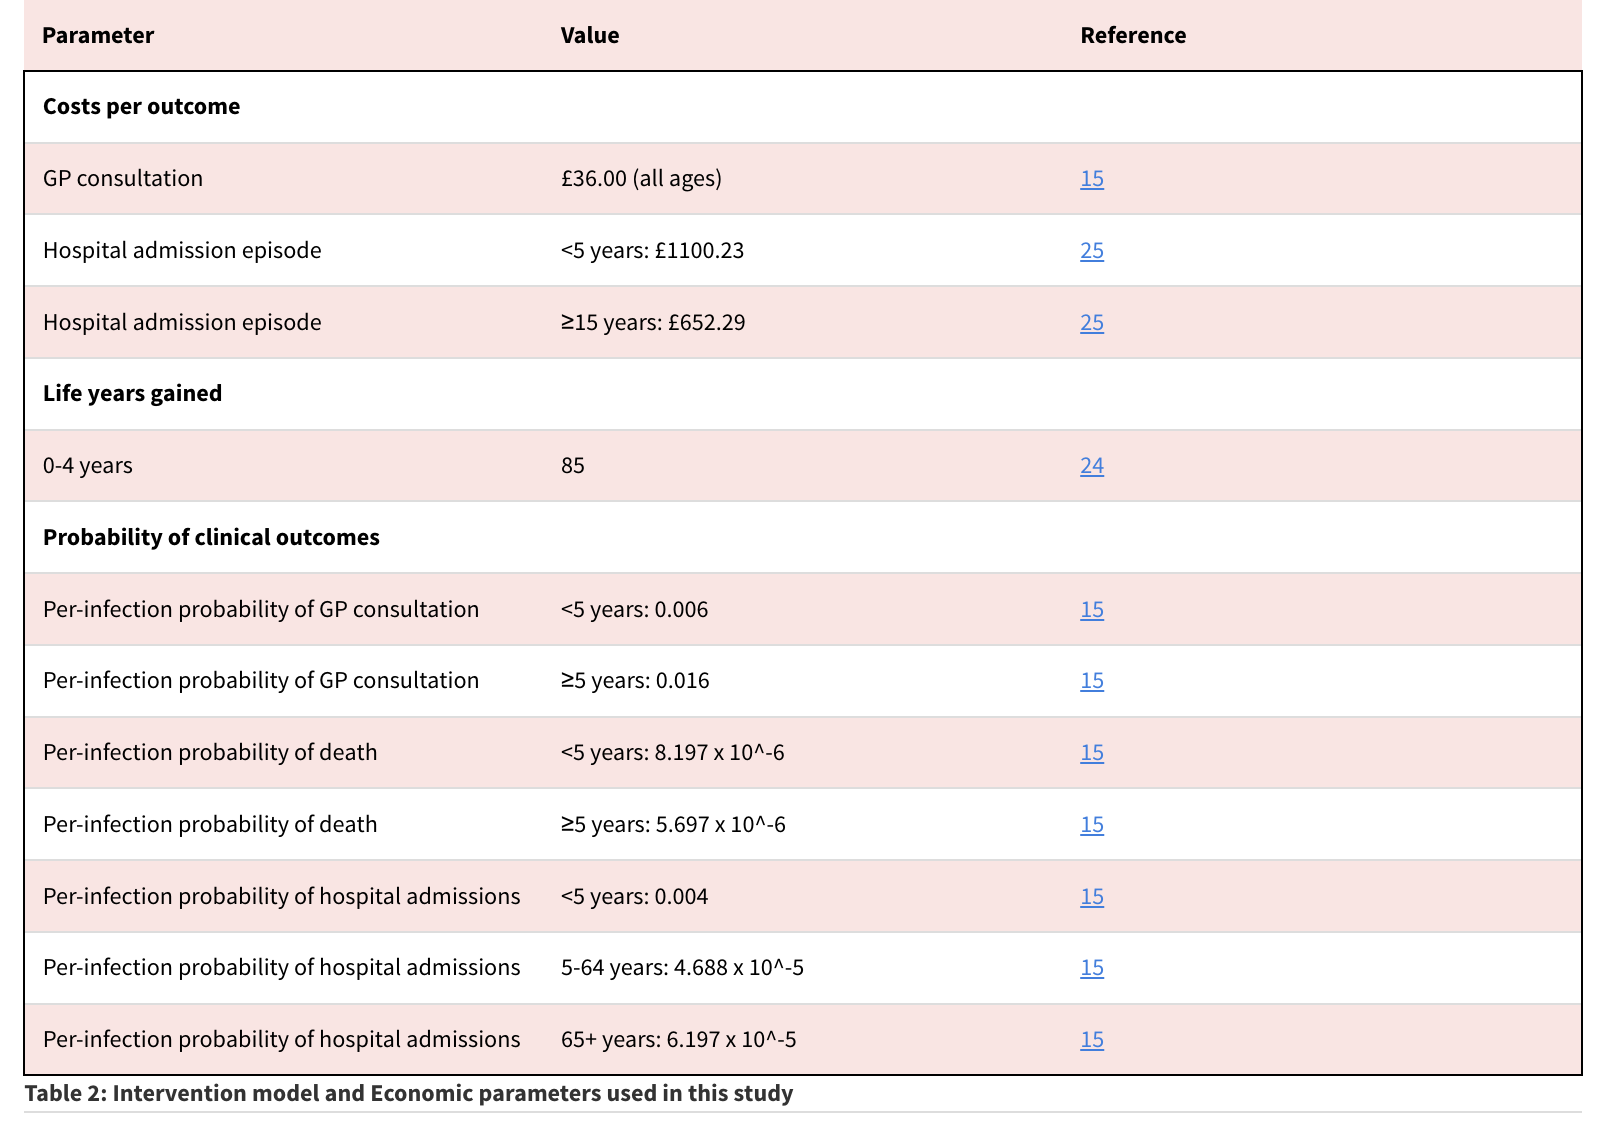 Parameter Value Reference
Costs per outcome
GP consultation £36.00 (all ages) 15
Hospital admission episode <5 years: £1100.23 25
Hospital admission episode ≥15 years: £652.29 25
Life years gained
0-4 years 85 24
Probability of clinical outcomes
Per-infection probability of GP consultation <5 years: 0.006 15
Per-infection probability of GP consultation ≥5 years: 0.016 15
Per-infection probability of death <5 years: 8.197 x 10^-6 15
Per-infection probability of death ≥5 years: 5.697 x 10^-6 15
Per-infection probability of hospital admissions <5 years: 0.004 15
Per-infection probability of hospital admissions 5-64 years: 4.688 x 10^-5 15
Per-infection probability of hospital admissions 65+ years: 6.197 x 10^-5 15
Table 2: Intervention model and Economic parameters used in this study